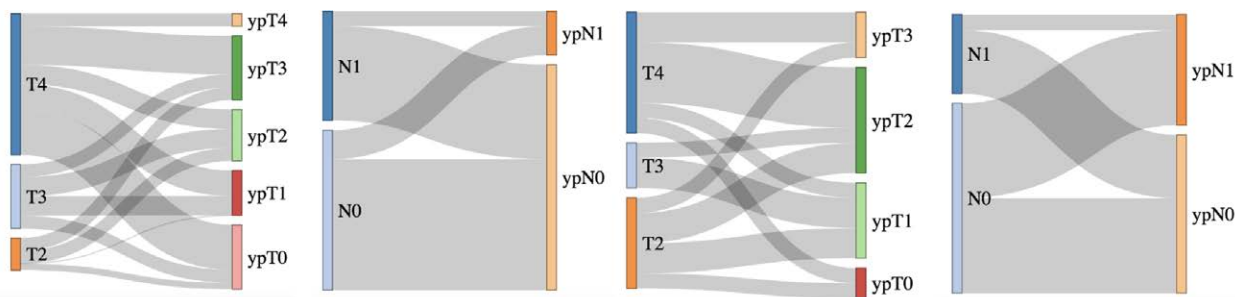 T4
T3
T2
ypT4
ypT3
ypT2
ypT1
ypT0
N1
N0
ypN1
ypN0
T4
T3
T2
ypT3
ypT2
ypT1
ypT0
N1
N0
ypN1
ypN0